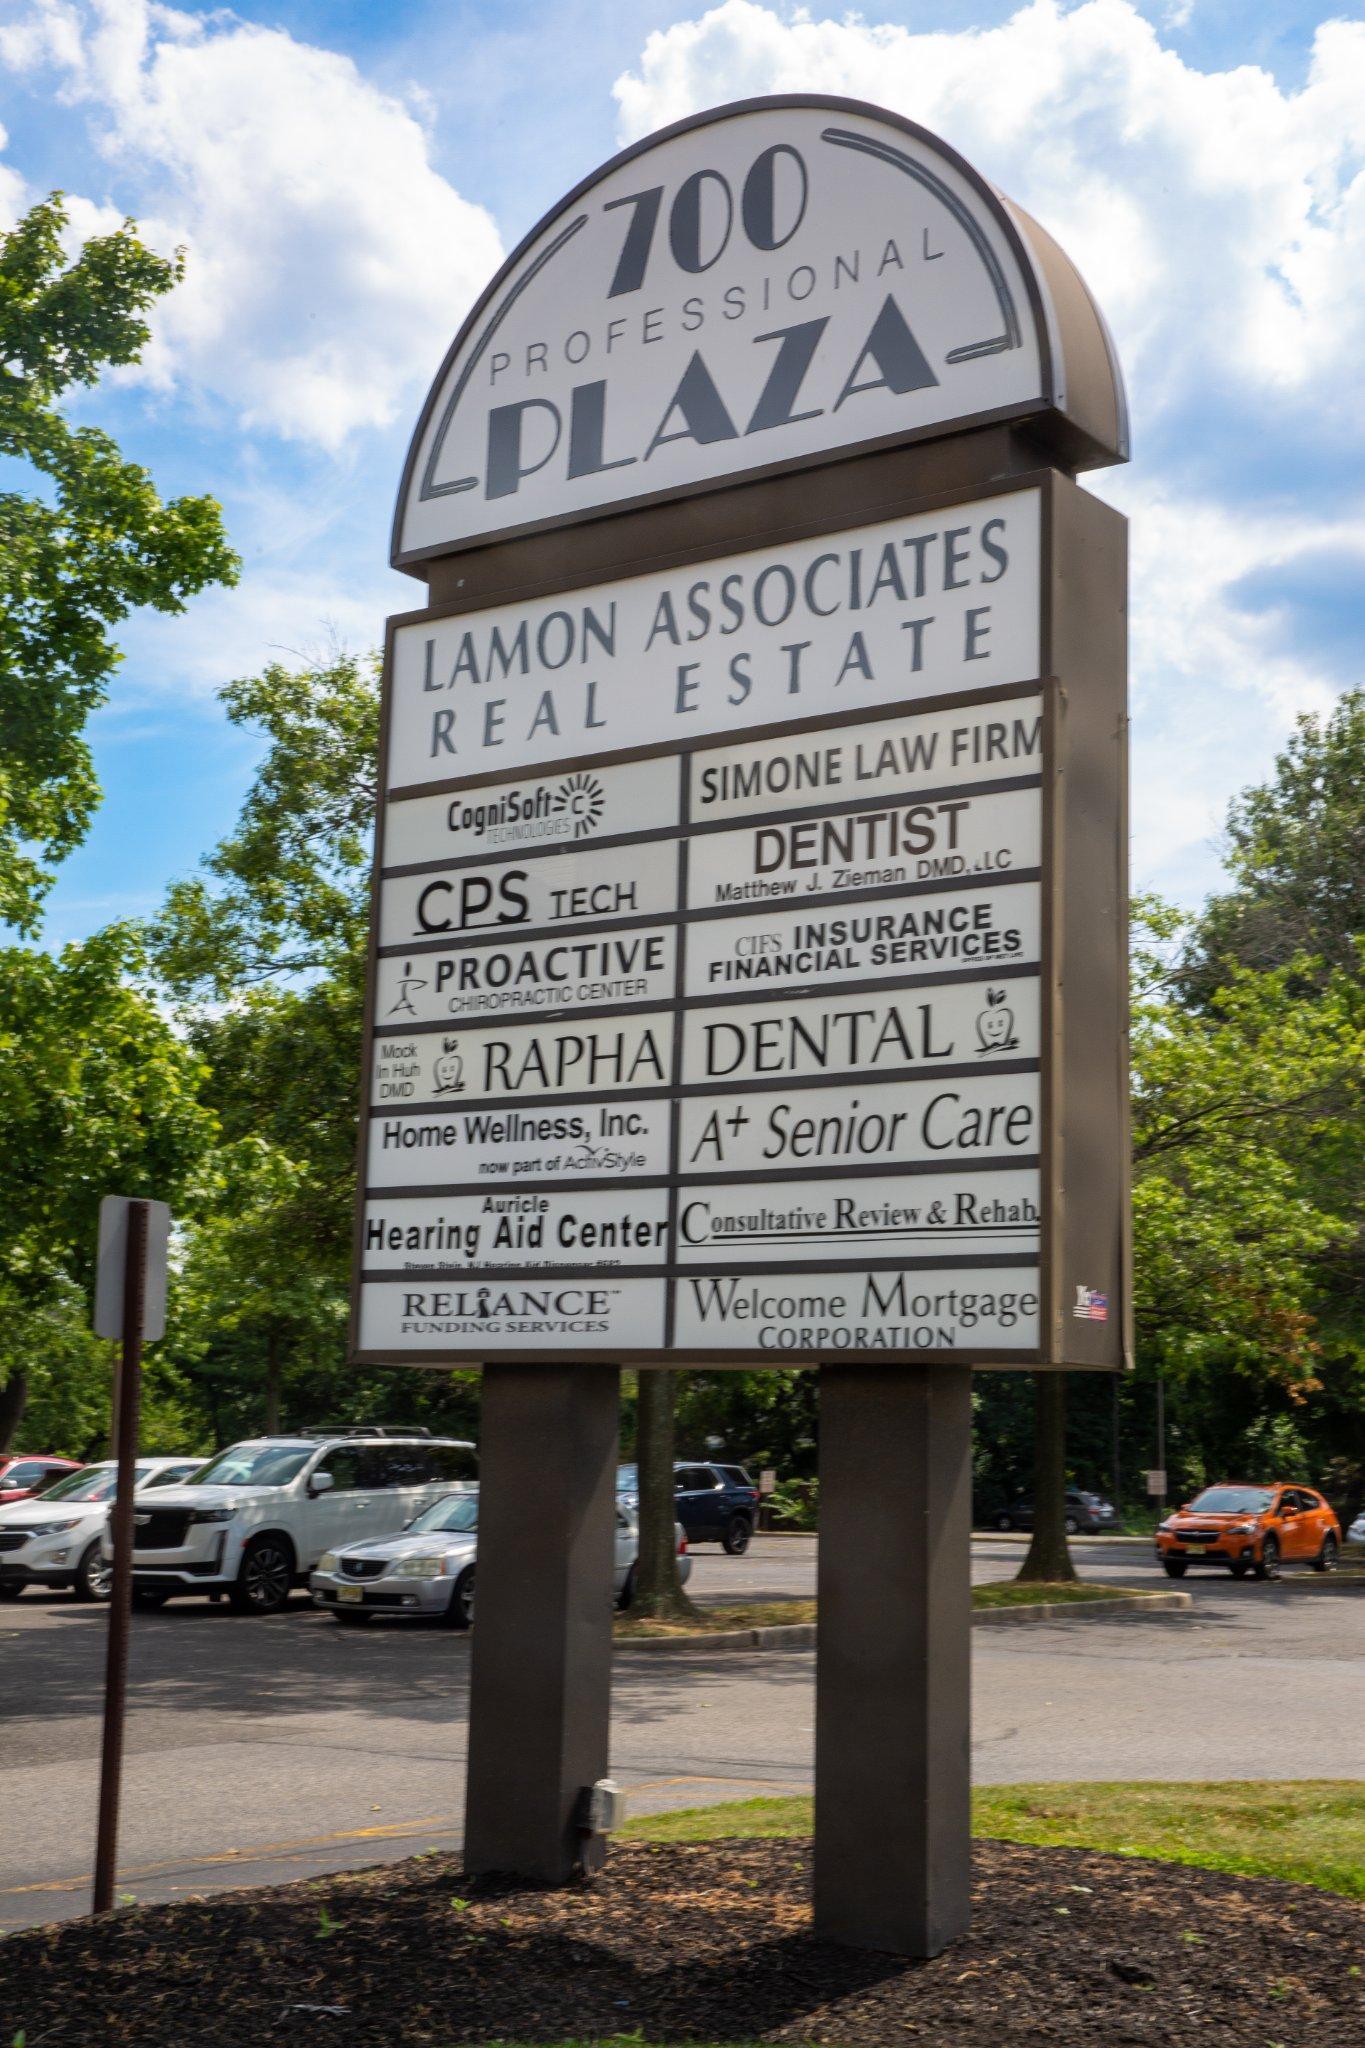 700
PROFESSIONAL
PLAZA
LAMON ASSOCIATES
REAL ESTATE
CogniSoft C
TECHNOLOGIES
SIMONE LAW FIRM
CPS TECH
DENTIST
Matthew J. Zieman DMD, LLC
PROACTIVE
CHIROPRACTIC CENTER
CIFS INSURANCE
FINANCIAL SERVICES
Mock
In Huh
DMD
RAPHA DENTAL
Home Wellness, Inc.
now part of ActivStyle
A+ Senior Care
Auricle
Hearing Aid Center
Consultative Review & Rehab.
RELIANCE
FUNDING SERVICES
Welcome Mortgage
CORPORATION